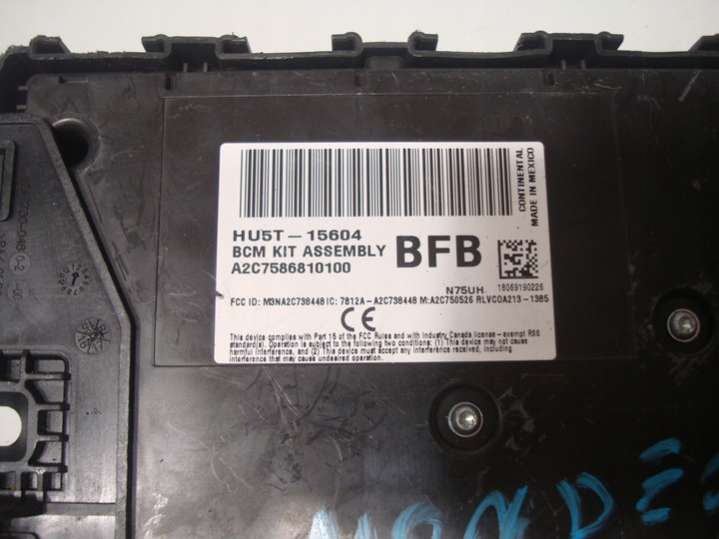 CONTINENTAL
MADE IN MEXICO
HU5T-15604
BCM KIT ASSEMBLY
BFB
A2C7586810100
N75UH
18069190226
FCC ID: M3NA2C738448 IC: 7812A-A2C738448 M:A2C750526 RLVCOA213-1385
CE
This device complies with Part 15 of the FCC Rules and with Industry Canada license - exempt RSS
standard(s). Operation is subject to the following two conditions: (1) This device may not cause
harmful interference, and (2) This device must accept any interference received, including
interference that may cause undesired operation.